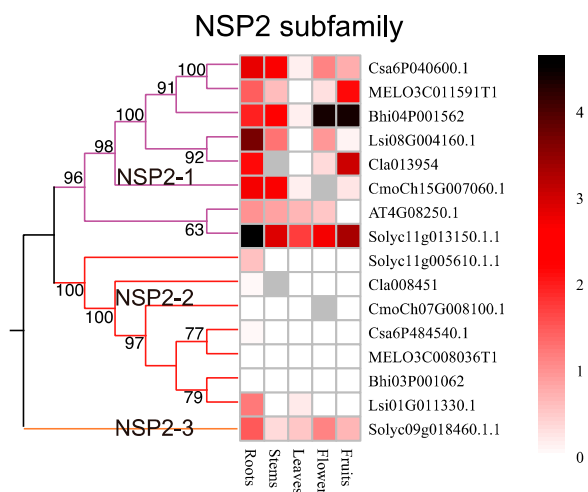 NSP2 subfamily
100
91
100
92
98
NSP2-1
96
63
100
NSP2-2
100
77
97
79
NSP2-3
Csa6P040600.1
MELO3C011591T1
Bhi04P001562
Lsi08G004160.1
Cla013954
CmoCh15G007060.1
AT4G08250.1
Solyc11g013150.1.1
Solyc11g005610.1.1
Cla008451
CmoCh07G008100.1
Csa6P484540.1
MELO3C008036T1
Bhi03P001062
Lsi01G011330.1
Solyc09g018460.1.1
Roots
Stems
Leaves
Flower
Fruits
4
3
2
1
0